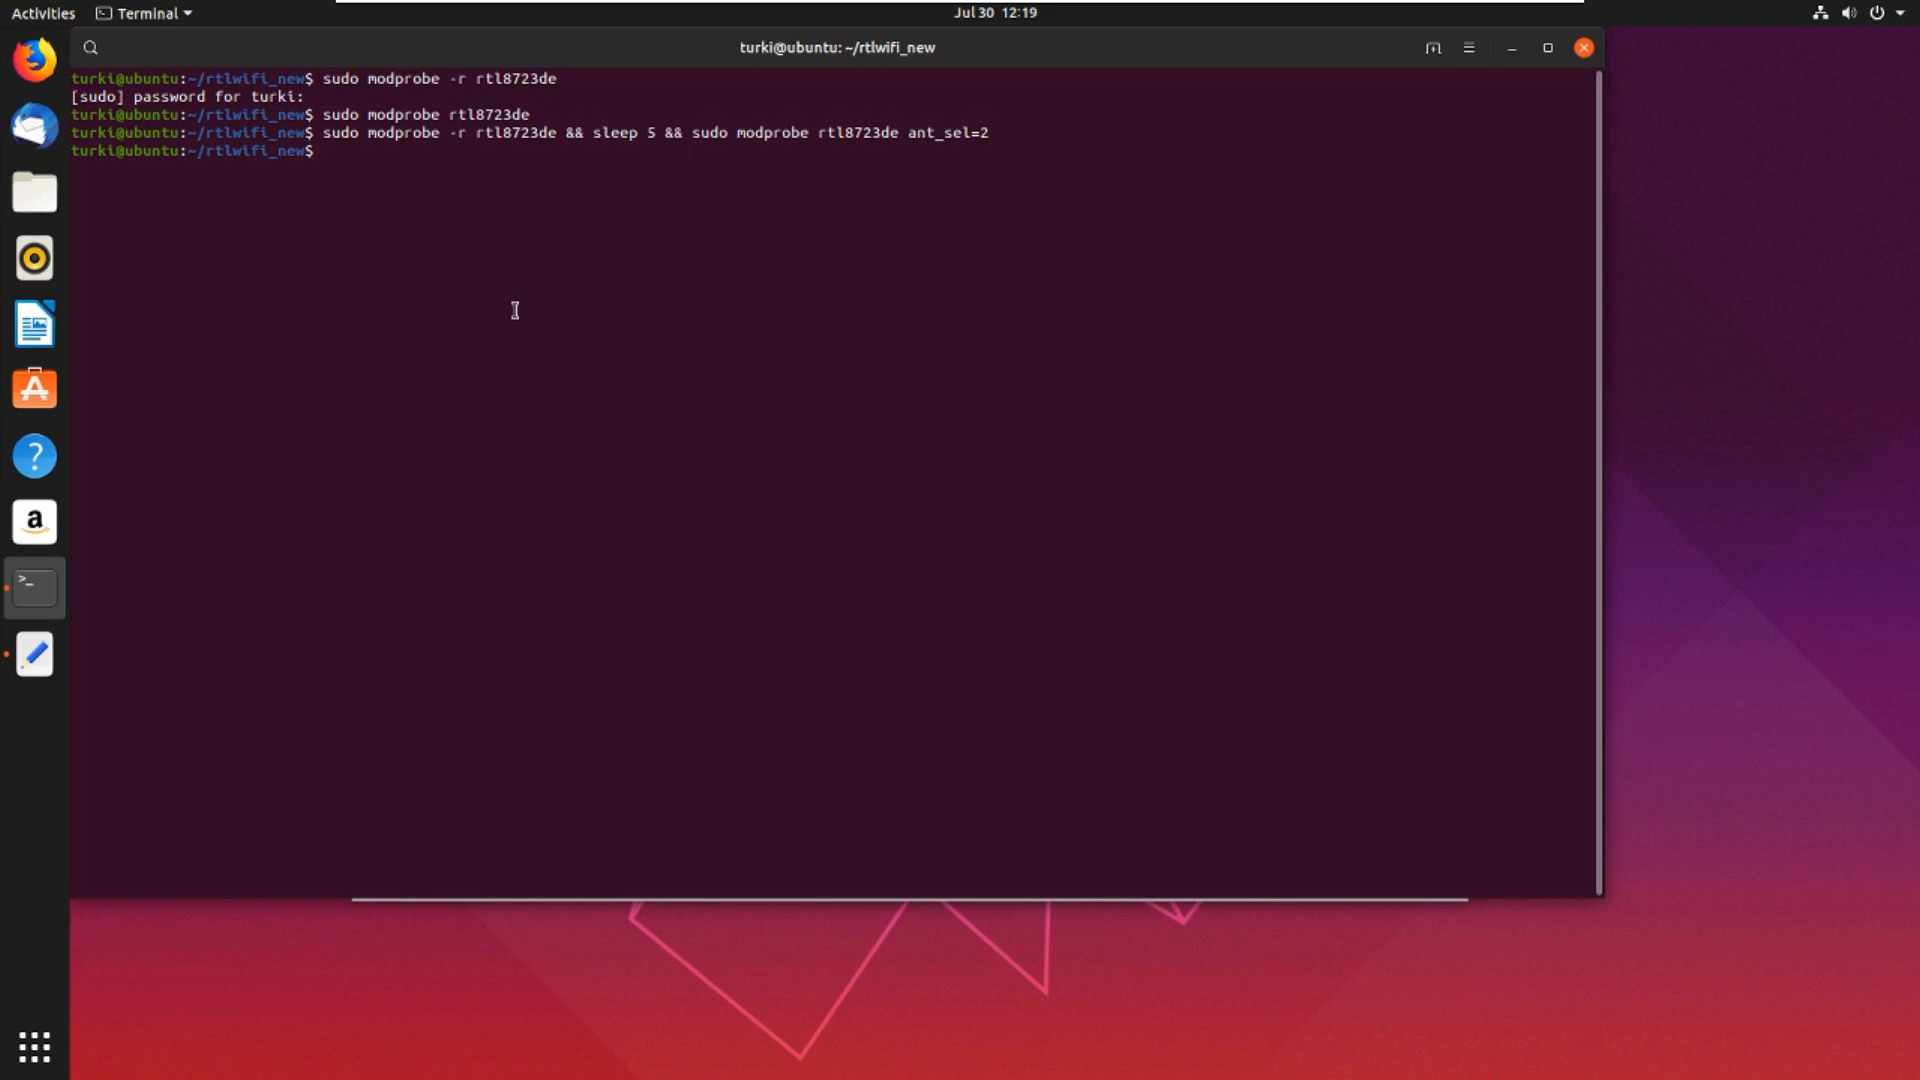 Activities Terminal Jul 30 12:19
turki@ubuntu: ~/rtlwifi_new
turki@ubuntu:~/rtlwifi_new$ sudo modprobe -r rtl8723de
[sudo] password for turki:
turki@ubuntu:~/rtlwifi_new$ sudo modprobe rtl8723de
turki@ubuntu:~/rtlwifi_new$ sudo modprobe -r rtl8723de && sleep 5 && sudo modprobe rtl8723de ant_sel=2
turki@ubuntu:~/rtlwifi_new$
?
a
>_